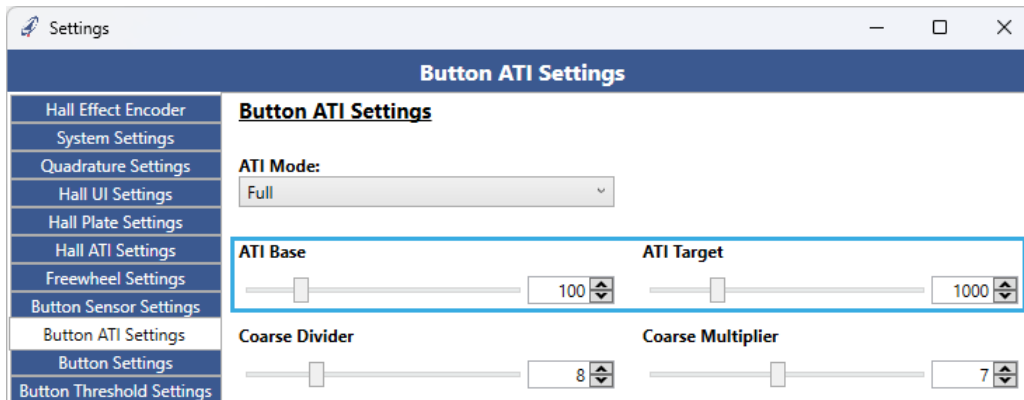 Settings
Button ATI Settings
Hall Effect Encoder
System Settings
Quadrature Settings
Hall UI Settings
Hall Plate Settings
Hall ATI Settings
Freewheel Settings
Button Sensor Settings
Button ATI Settings
Button Settings
Button Threshold Settings
Button ATI Settings
ATI Mode:
Full
ATI Base
ATI Target
100
1000
Coarse Divider
Coarse Multiplier
8
7